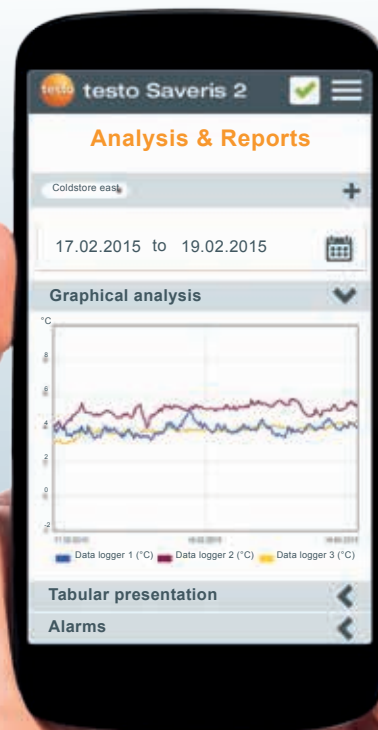 testo testo Saveris 2
Analysis & Reports
Coldstore east
17.02.2015 to 19.02.2015
Graphical analysis
°C
8
6
4
2
0
-2
Data logger 1 (°C) Data logger 2 (°C) Data logger 3 (°C)
Tabular presentation
Alarms